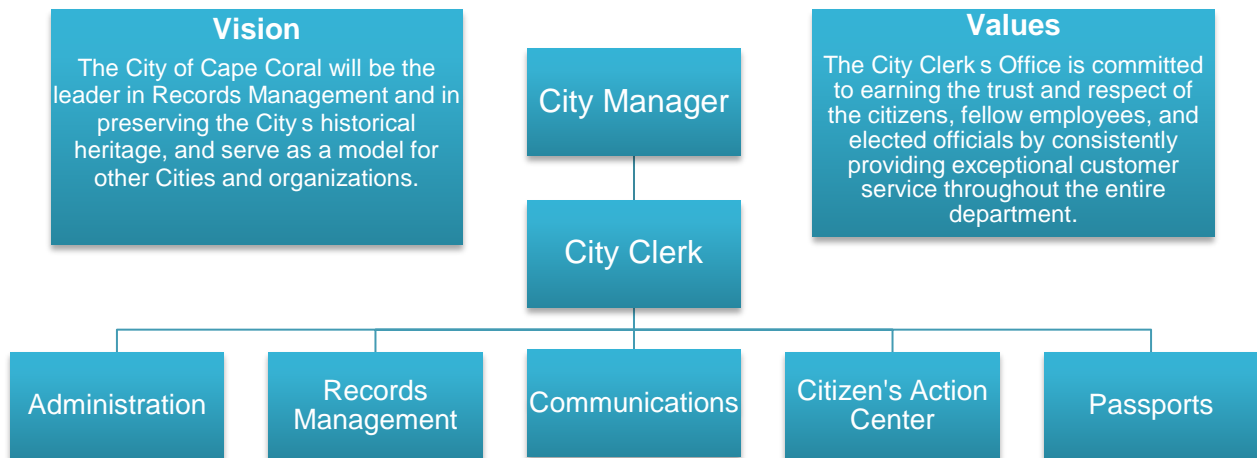 Vision
The City of Cape Coral will be the
leader in Records Management and in
preserving the City s historical
heritage, and serve as a model for
other Cities and organizations.
City Manager
Values
The City Clerk s Office is committed
to earning the trust and respect of
the citizens, fellow employees, and
elected officials by consistently
providing exceptional customer
service throughout the entire
department.
City Clerk
Administration
Records
Management
Communications
Citizen's Action
Center
Passports